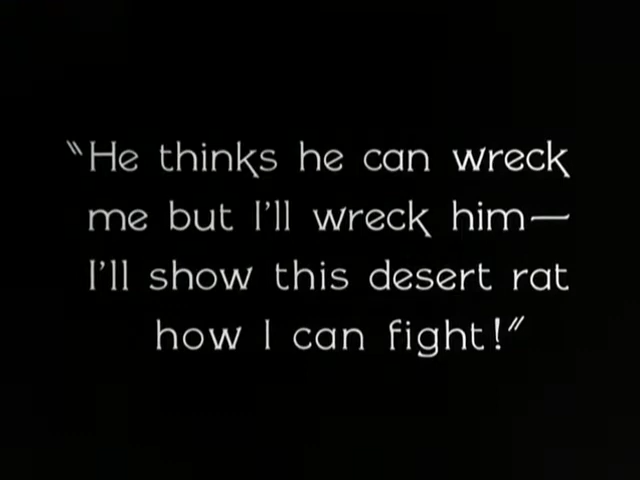 "He thinks he can wreck
me but I'll wreck him—
I'll show this desert rat
how I can fight!"